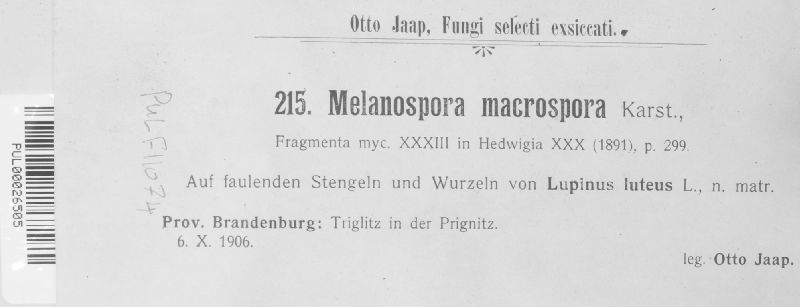 Otto Jaap, Fungi selecti exsiccati.
215. Melanospora macrospora Karst.,
Fragmenta myc. XXXIII in Hedwigia XXX (1891), p. 299.
Auf faulenden Stengeln und Wurzeln von Lupinus luteus L., n. matr.
Prov. Brandenburg: Triglitz in der Prignitz.
6. X. 1906.
leg. Otto Jaap.
PUL F11074
PUL00026505